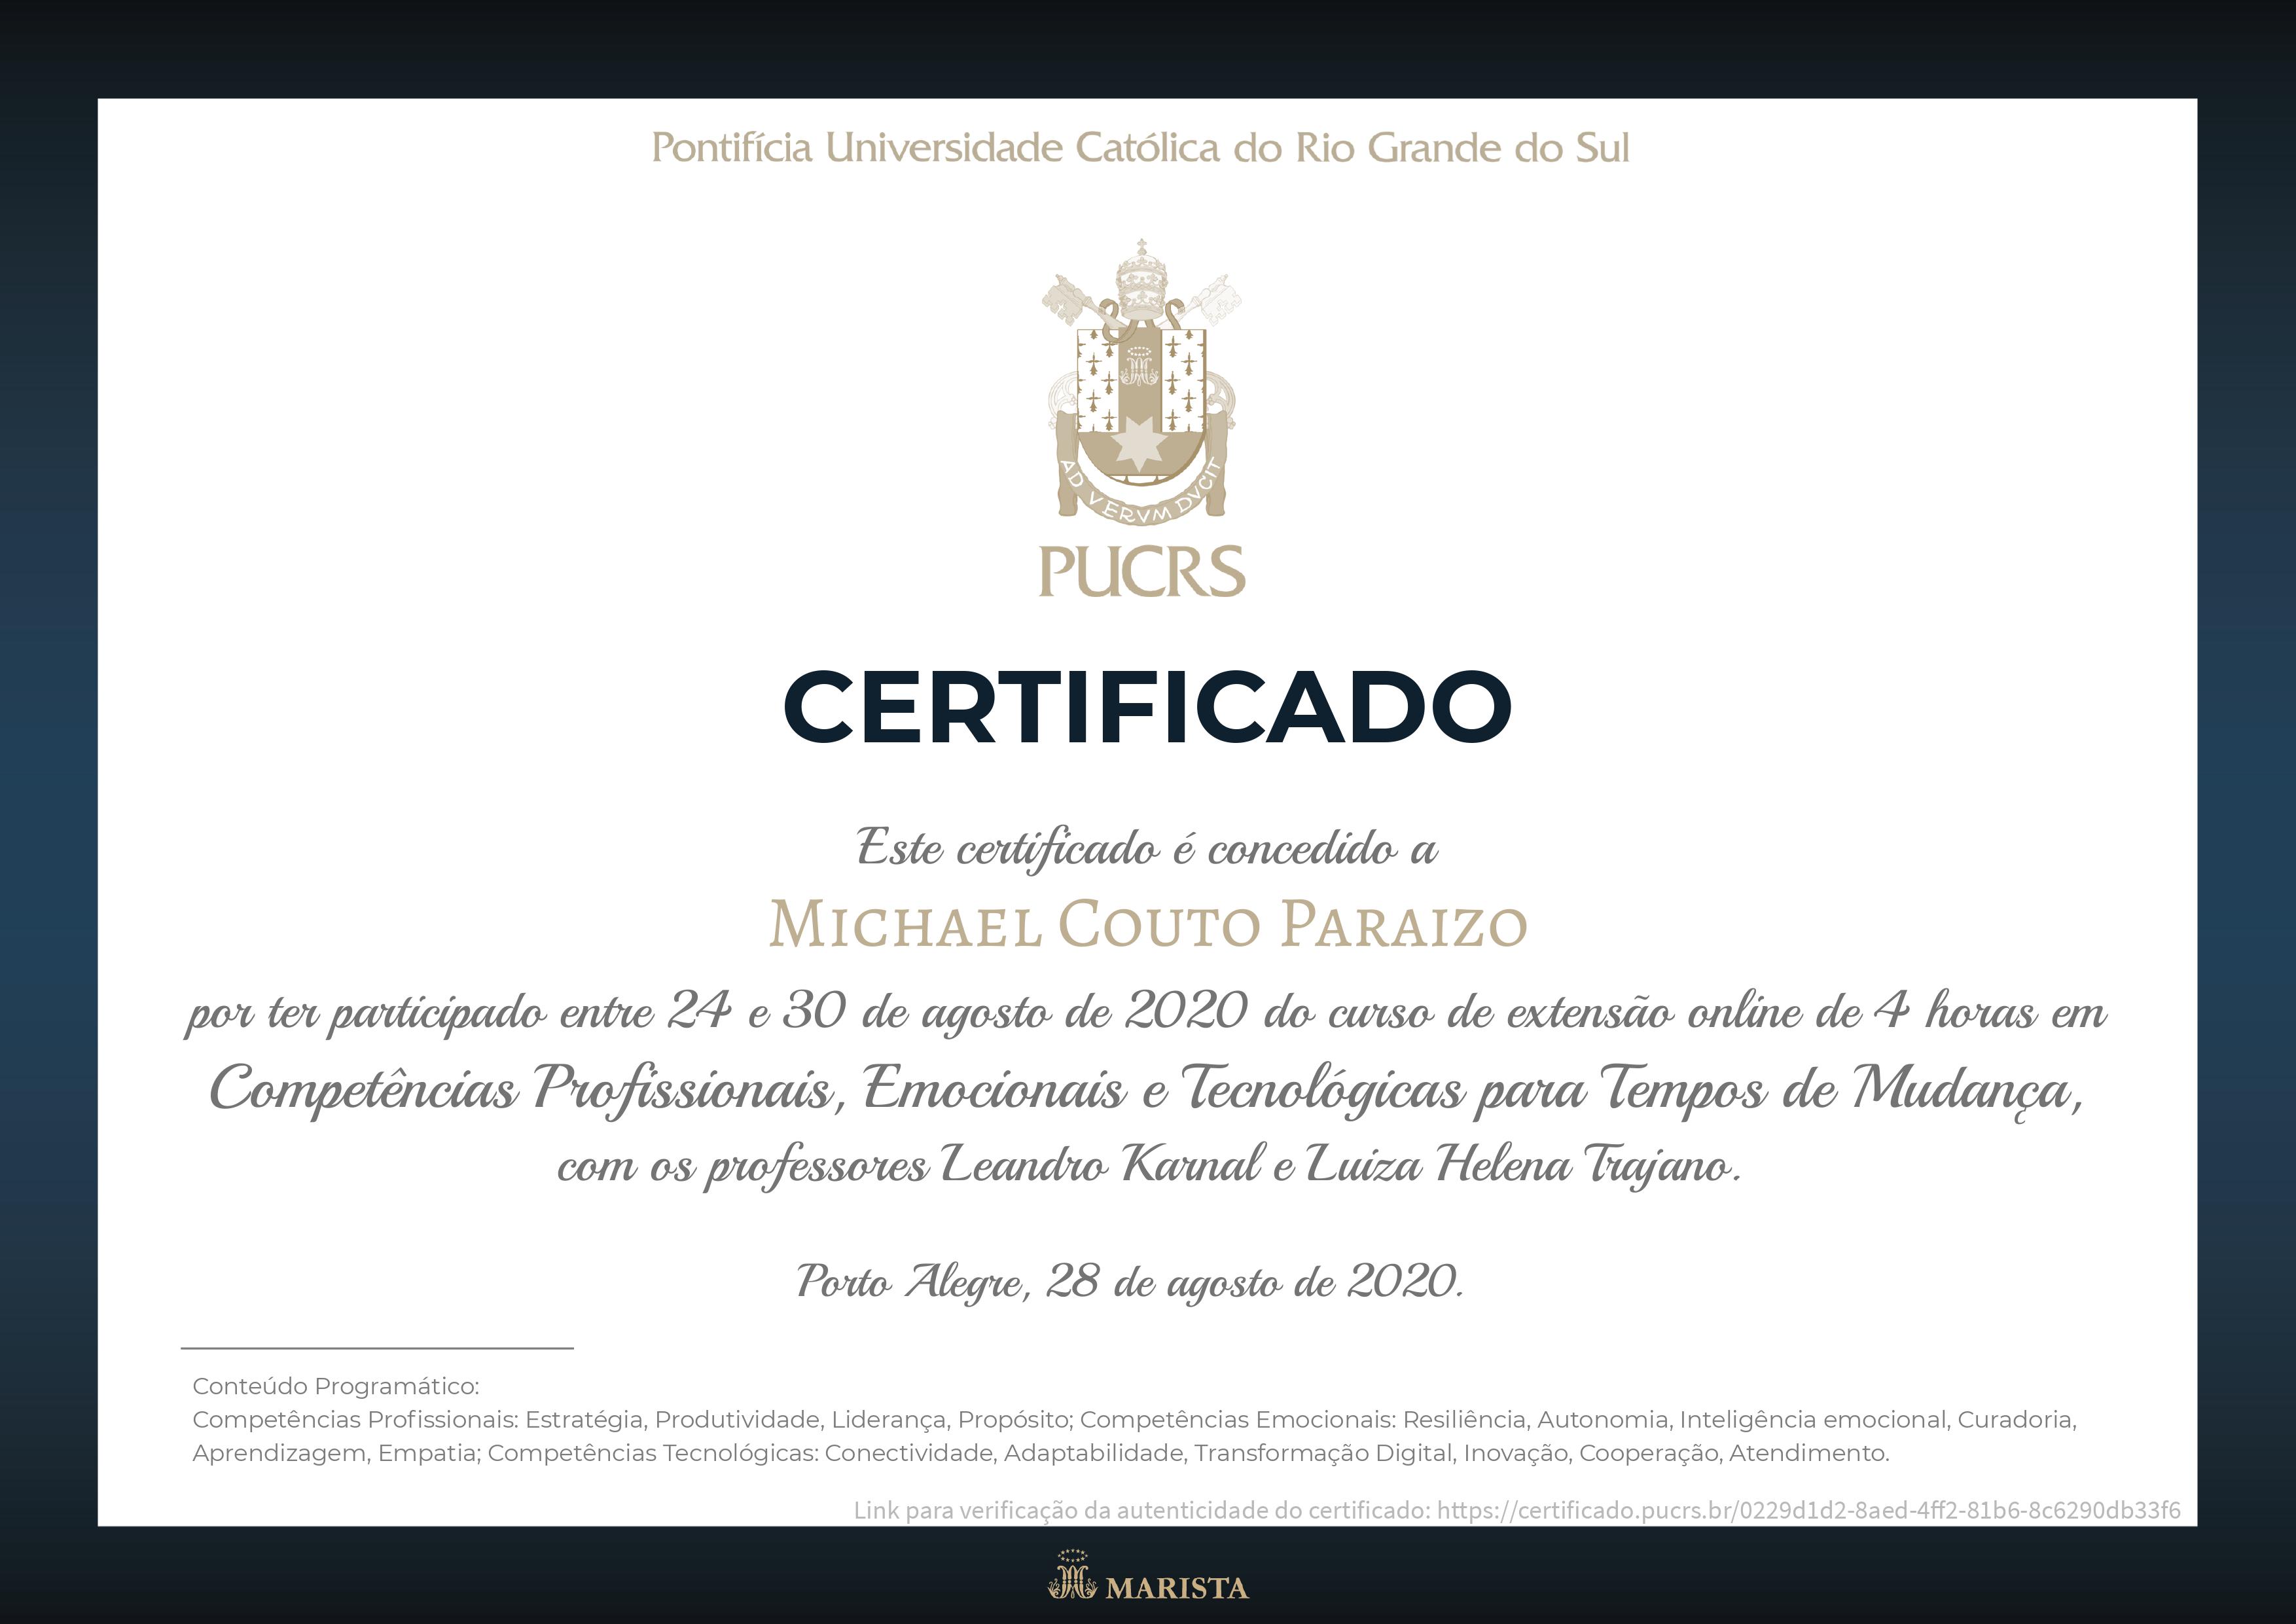 Pontifícia Universidade Católica do Rio Grande do Sul
AD VERVM DVCIT
PUCRS
CERTIFICADO
Este certificado é concedido a
Michael Couto Paraizo
por ter participado entre 24 e 30 de agosto de 2020 do curso de extensão online de 4 horas em
Competências Profissionais, Emocionais e Tecnológicas para Tempos de Mudança,
com os professores Leandro Karnal e Luiza Helena Trajano.
Porto Alegre, 28 de agosto de 2020.
Conteúdo Programático:
Competências Profissionais: Estratégia, Produtividade, Liderança, Propósito; Competências Emocionais: Resiliência, Autonomia, Inteligência emocional, Curadoria,
Aprendizagem, Empatia; Competências Tecnológicas: Conectividade, Adaptabilidade, Transformação Digital, Inovação, Cooperação, Atendimento.
Link para verificação da autenticidade do certificado: https://certificado.pucrs.br/0229d1d2-8aed-4ff2-81b6-8c6290db33f6
MARISTA